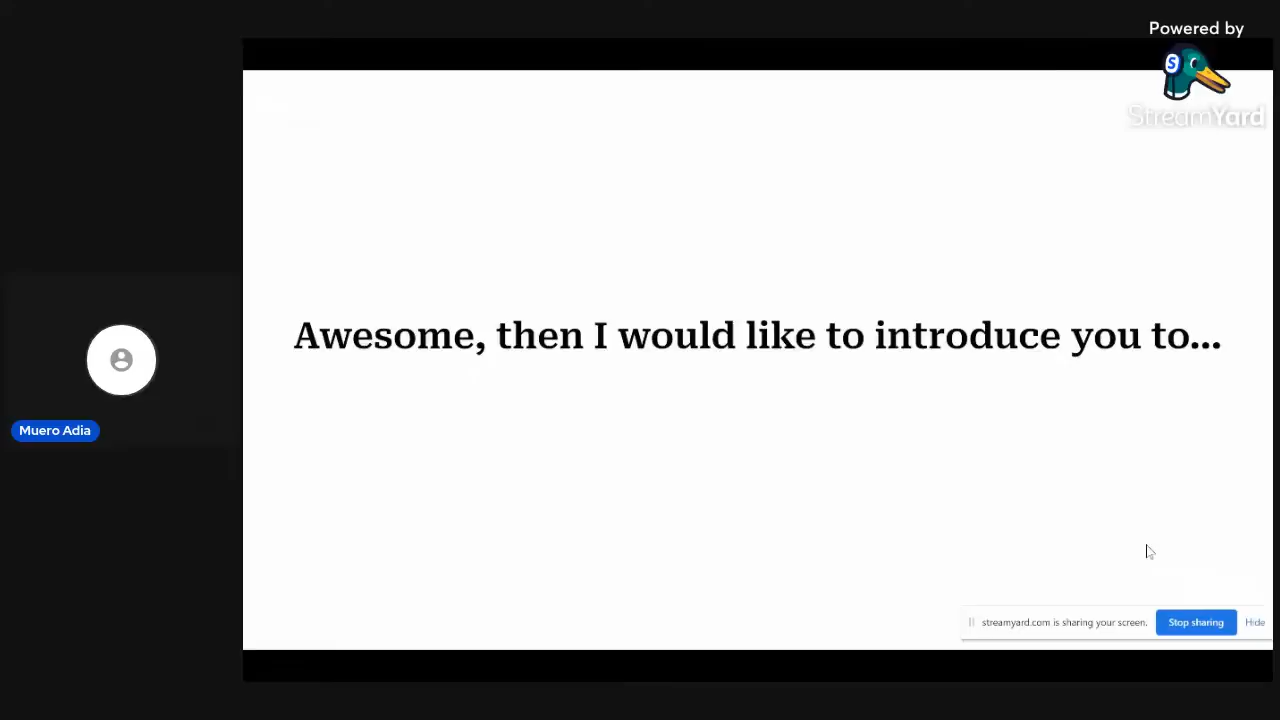 Powered by
S
StreamYard
Awesome, then I would like to introduce you to...
Muero Adia
streamyard.com is sharing your screen.
Stop sharing
Hide